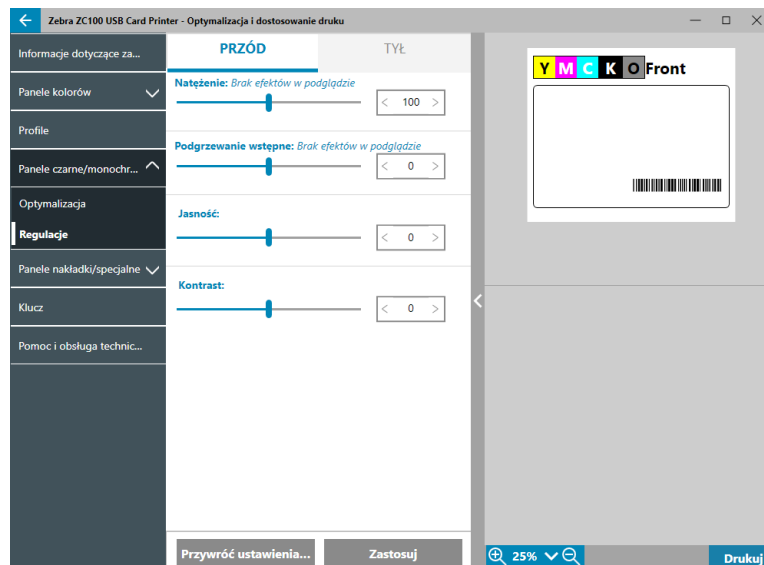 Zebra ZC100 USB Card Printer - Optymalizacja i dostosowanie druku
Informacje dotyczące za...
Panele kolorów
Profile
Panele czarne/monochr...
Optymalizacja
Regulacje
Panele nakładki/specjalne
Klucz
Pomoc i obsługa technic...
PRZÓD
TYŁ
Natężenie: Brak efektów w podglądzie
< 100 >
Podgrzewanie wstępne: Brak efektów w podglądzie
< 0 >
Jasność:
< 0 >
Kontrast:
< 0 >
Przywróć ustawienia...
Zastosuj
Y M C K O Front
25%
Drukuj